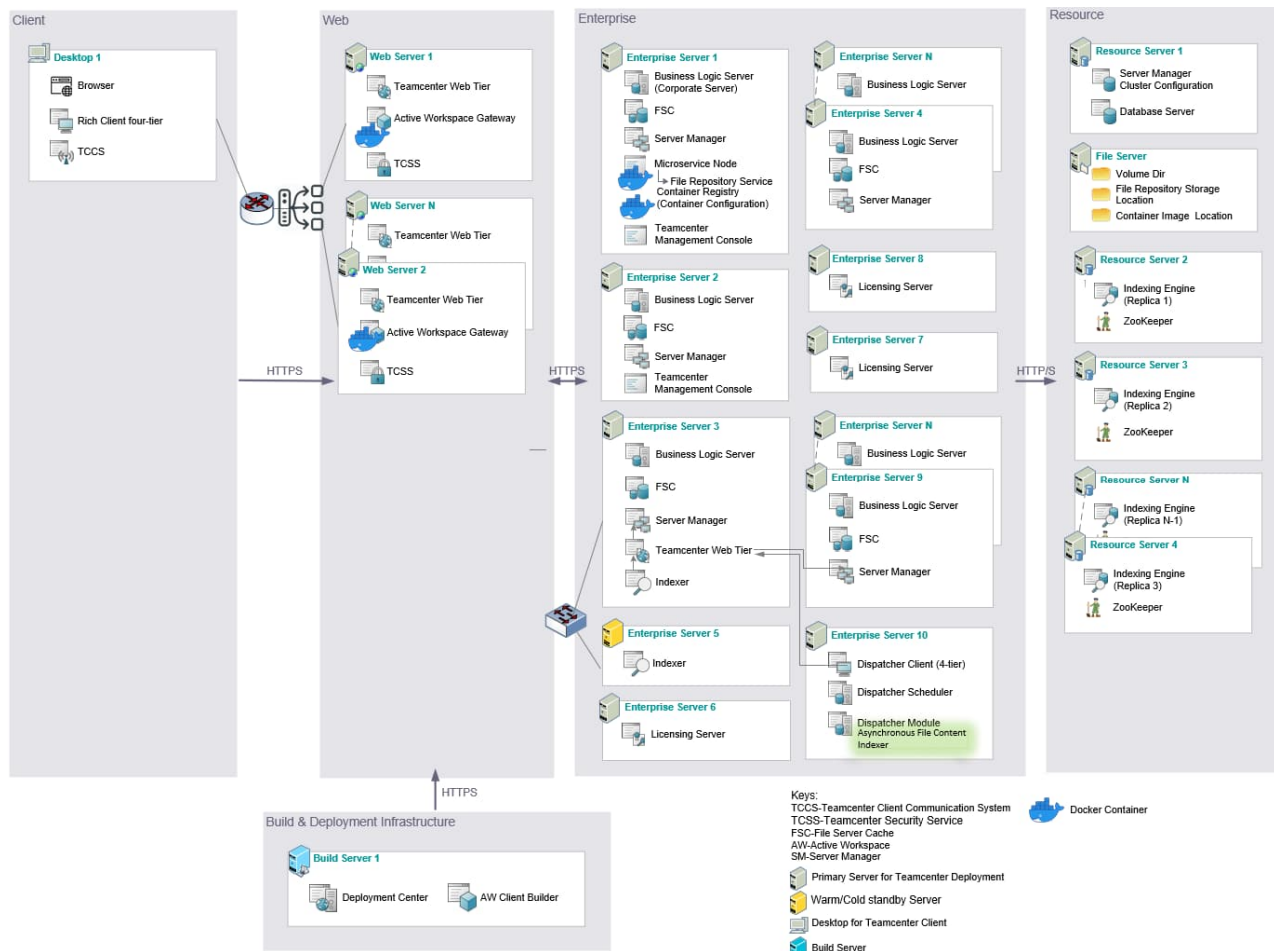 Client
Desktop 1
Browser
Rich Client four-tier
TCCS
HTTPS
Web
Web Server 1
Teamcenter Web Tier
Active Workspace Gateway
TCSS
Web Server N
Teamcenter Web Tier
Web Server 2
Teamcenter Web Tier
Active Workspace Gateway
TCSS
HTTPS
Enterprise
Enterprise Server 1
Business Logic Server
(Corporate Server)
FSC
Server Manager
Microservice Node
File Repository Service
Container Registry
(Container Configuration)
Teamcenter
Management Console
Enterprise Server 2
Business Logic Server
FSC
Server Manager
Teamcenter
Management Console
Enterprise Server 3
Business Logic Server
FSC
Server Manager
Teamcenter Web Tier
Indexer
Enterprise Server 5
Indexer
Enterprise Server 6
Licensing Server
Enterprise Server N
Business Logic Server
Enterprise Server 4
Business Logic Server
FSC
Server Manager
Enterprise Server 8
Licensing Server
Enterprise Server 7
Licensing Server
Enterprise Server N
Business Logic Server
Enterprise Server 9
Business Logic Server
FSC
Server Manager
Enterprise Server 10
Dispatcher Client (4-tier)
Dispatcher Scheduler
Dispatcher Module
Asynchronous File Content
Indexer
HTTP/S
Resource
Resource Server 1
Server Manager
Cluster Configuration
Database Server
File Server
Volume Dir
File Repository Storage
Location
Container Image Location
Resource Server 2
Indexing Engine
(Replica 1)
ZooKeeper
Resource Server 3
Indexing Engine
(Replica 2)
ZooKeeper
Resource Server N
Indexing Engine
(Replica N-1)
Resource Server 4
Indexing Engine
(Replica 3)
ZooKeeper
HTTPS
Build & Deployment Infrastructure
Build Server 1
Deployment Center
AW Client Builder
Keys:
TCCS-Teamcenter Client Communication System
TCSS-Teamcenter Security Service
FSC-File Server Cache
AW-Active Workspace
SM-Server Manager
Docker Container
Primary Server for Teamcenter Deployment
Warm/Cold standby Server
Desktop for Teamcenter Client
Build Server